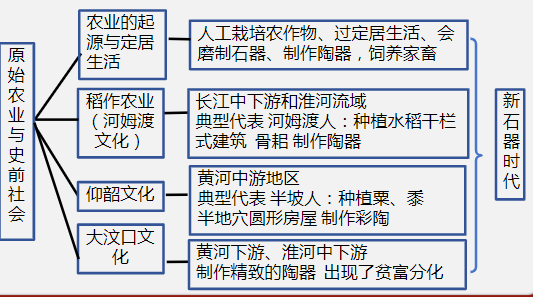 原始农业与史前社会
农业的起
源与定居
生活
人工栽培农作物、过定居生活、会
磨制石器、制作陶器，饲养家畜
稻作农业
（河姆渡
文化）
长江中下游和淮河流域
典型代表 河姆渡人：种植水稻干栏
式建筑 骨耜 制作陶器
仰韶文化
黄河中游地区
典型代表 半坡人：种植粟、黍
半地穴圆形房屋 制作彩陶
大汶口文
化
黄河下游、淮河中下游
制作精致的陶器 出现了贫富分化
新石器时代